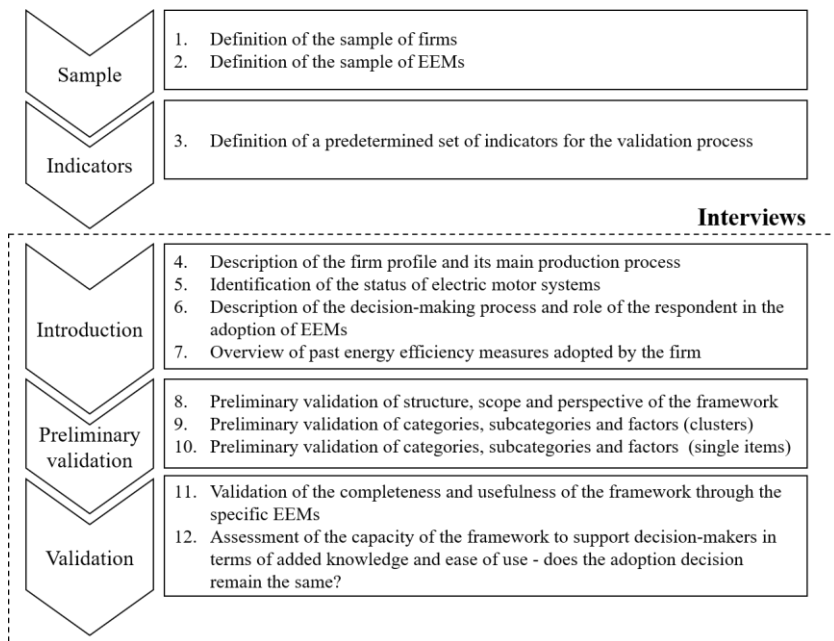 Sample
1. Definition of the sample of firms
2. Definition of the sample of EEMs
Indicators
3. Definition of a predetermined set of indicators for the validation process
Interviews
Introduction
4. Description of the firm profile and its main production process
5. Identification of the status of electric motor systems
6. Description of the decision-making process and role of the respondent in the
adoption of EEMs
7. Overview of past energy efficiency measures adopted by the firm
Preliminary
validation
8. Preliminary validation of structure, scope and perspective of the framework
9. Preliminary validation of categories, subcategories and factors (clusters)
10. Preliminary validation of categories, subcategories and factors (single items)
Validation
11. Validation of the completeness and usefulness of the framework through the
specific EEMs
12. Assessment of the capacity of the framework to support decision-makers in
terms of added knowledge and ease of use - does the adoption decision
remain the same?